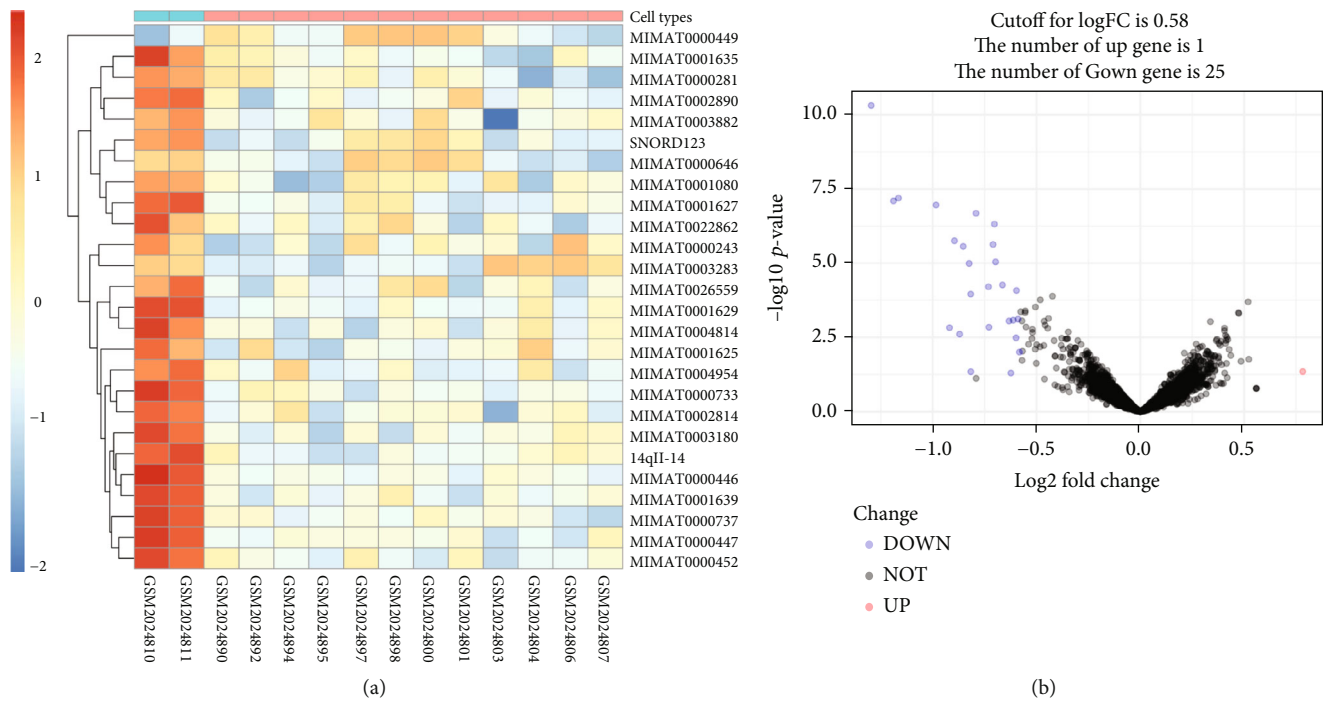 2
1
0
−1
−2
Cell types
MIMAT0000449
MIMAT0001635
MIMAT0000281
MIMAT0002890
MIMAT0003882
SNORD123
MIMAT0000646
MIMAT0001080
MIMAT0001627
MIMAT0022862
MIMAT0000243
MIMAT0003283
MIMAT0026559
MIMAT0001629
MIMAT0004814
MIMAT0001625
MIMAT0004954
MIMAT0000733
MIMAT0002814
MIMAT0003180
14qII-14
MIMAT0000446
MIMAT0001639
MIMAT0000737
MIMAT0000447
MIMAT0000452
GSM2024810
GSM2024811
GSM2024890
GSM2024892
GSM2024894
GSM2024895
GSM2024897
GSM2024898
GSM2024800
GSM2024801
GSM2024803
GSM2024804
GSM2024806
GSM2024807
(a)
Cutoff for logFC is 0.58
The number of up gene is 1
The number of Gown gene is 25
10.0
7.5
5.0
2.5
0.0
−log10 p-value
−1.0
−0.5
0.0
0.5
Log2 fold change
Change
DOWN
NOT
UP
(b)